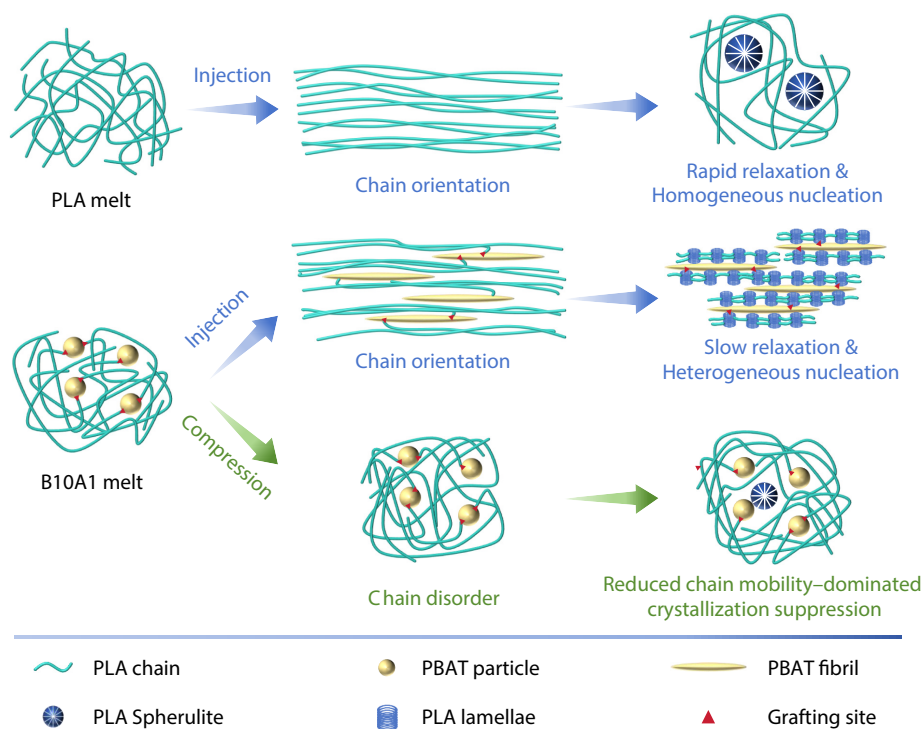 Injection
PLA melt
Chain orientation
Rapid relaxation &
Homogeneous nucleation
Injection
Chain orientation
Slow relaxation &
Heterogeneous nucleation
B10A1 melt
Compression
Chain disorder
Reduced chain mobility–dominated
crystallization suppression
PLA chain
PBAT particle
PBAT fibril
PLA Spherulite
PLA lamellae
Grafting site